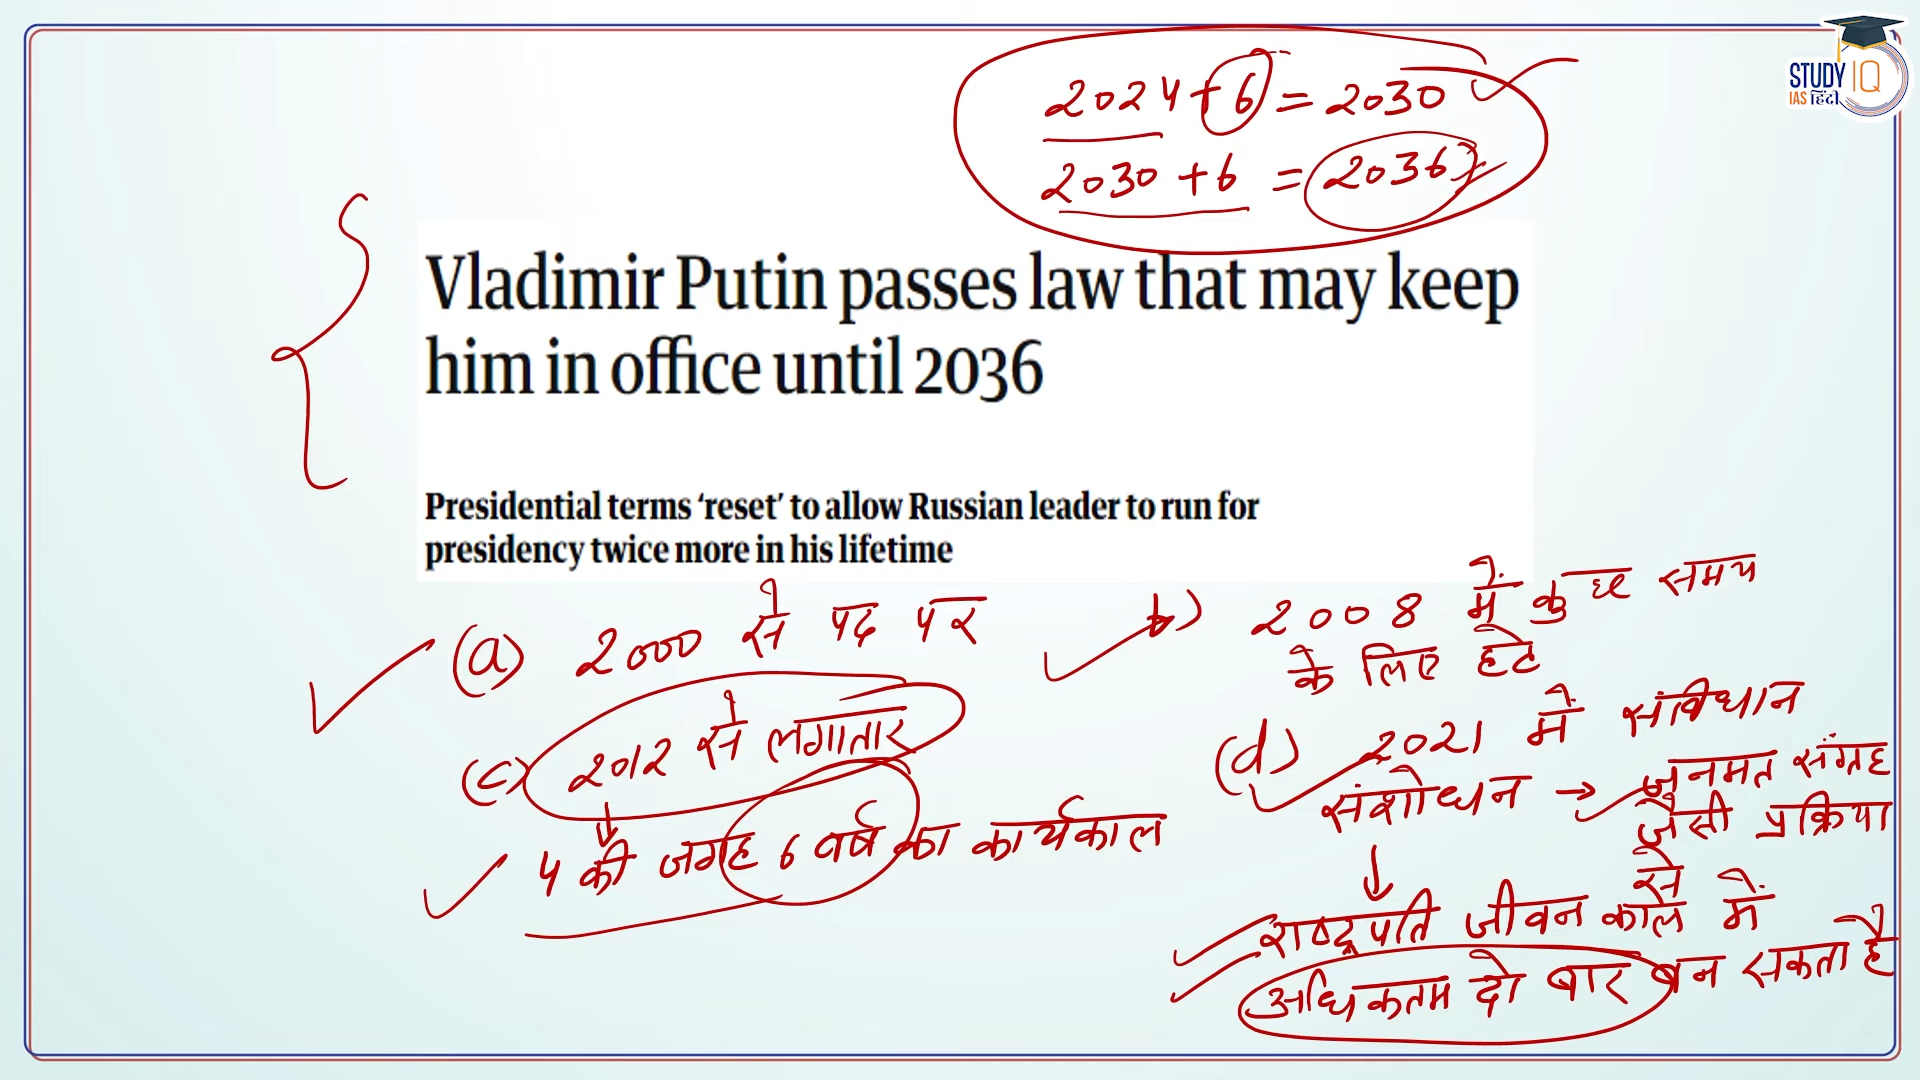 STUDY IQ
IAS हिंदी
2024+6 = 2030
2030+6 = 2036
Vladimir Putin passes law that may keep
him in office until 2036
Presidential terms ‘reset’ to allow Russian leader to run for
presidency twice more in his lifetime
(a) 2000 से पद पर
b) 2008 में कुछ समय
के लिए हटे
(c) 2012 से लगातार
4 की जगह 6 वर्ष का कार्यकाल
(d) 2021 में संविधान
संशोधन → जनमत संग्रह
जैसी प्रक्रिया
से
राष्ट्रपति जीवन काल में
अधिकतम दो बार बन सकता है